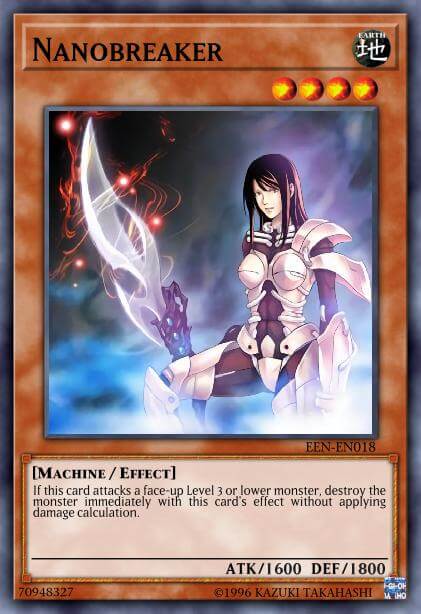 NANOBREAKER
EARTH
地
EEN-EN018
[MACHINE / EFFECT]
If this card attacks a face-up Level 3 or lower monster, destroy the
monster immediately with this card's effect without applying
damage calculation.
ATK/1600 DEF/1800
70948327
©1996 KAZUKI TAKAHASHI